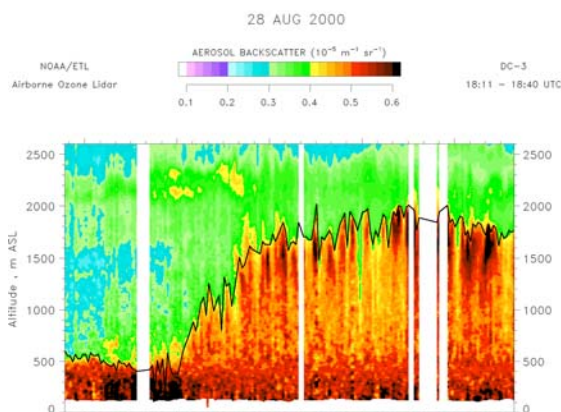 28 AUG 2000
NOAA/ETL
Airborne Ozone Lidar
AEROSOL BACKSCATTER (10⁻⁵ m⁻¹ sr⁻¹)
0.1 0.2 0.3 0.4 0.5 0.6
DC-3
18:11 – 18:40 UTC
Altitude , m ASL
2500 2500
2000 2000
1500 1500
1000 1000
500 500
0 0